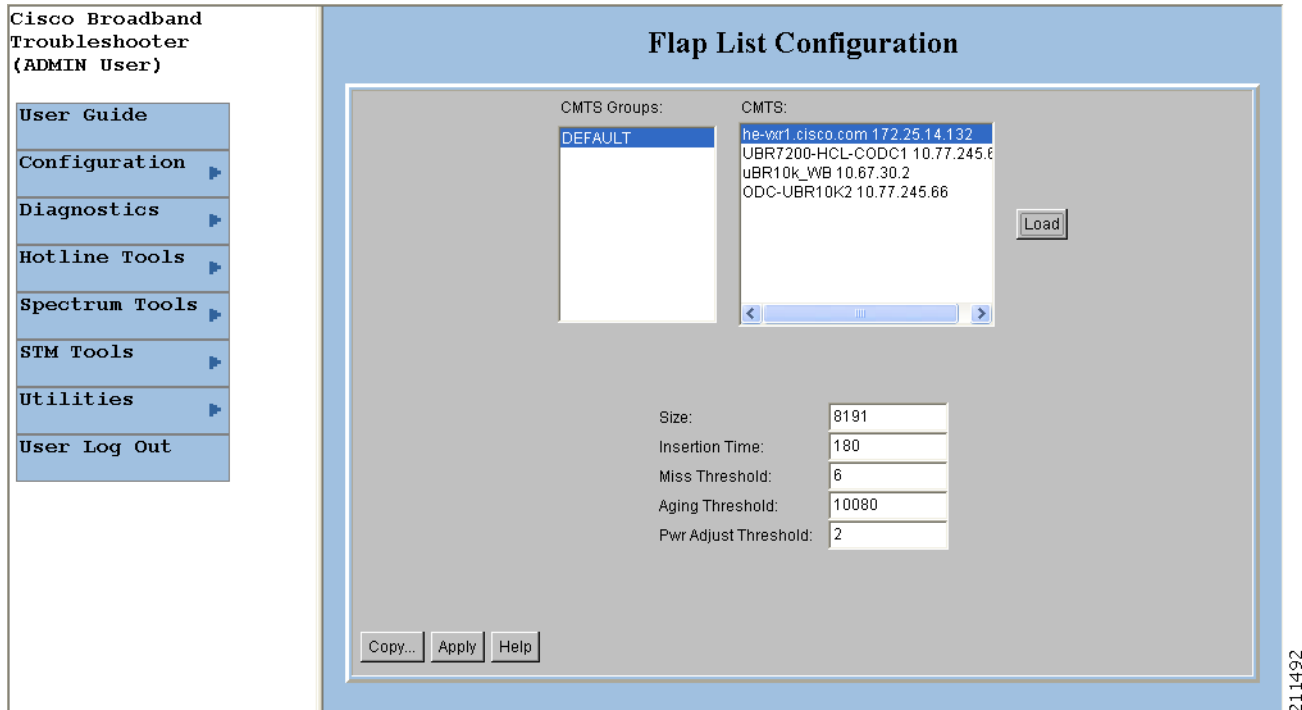 Cisco Broadband
Troubleshooter
(ADMIN User)
User Guide
Configuration
Diagnostics
Hotline Tools
Spectrum Tools
STM Tools
Utilities
User Log Out
Flap List Configuration
CMTS Groups:
DEFAULT
CMTS:
he-vxr1.cisco.com 172.25.14.132
UBR7200-HCL-CODC1 10.77.245.6
uBR10k_WB 10.67.30.2
ODC-UBR10K2 10.77.245.66
Load
Size: 8191
Insertion Time: 180
Miss Threshold: 6
Aging Threshold: 10080
Pwr Adjust Threshold: 2
Copy... Apply Help
211492